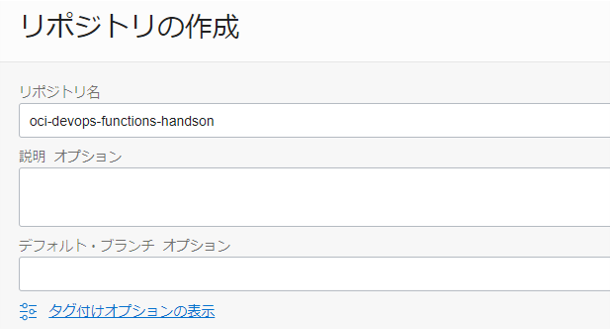 リポジトリの作成
リポジトリ名
oci-devops-functions-handson
説明 オプション
デフォルト・ブランチ オプション
タグ付けオプションの表示